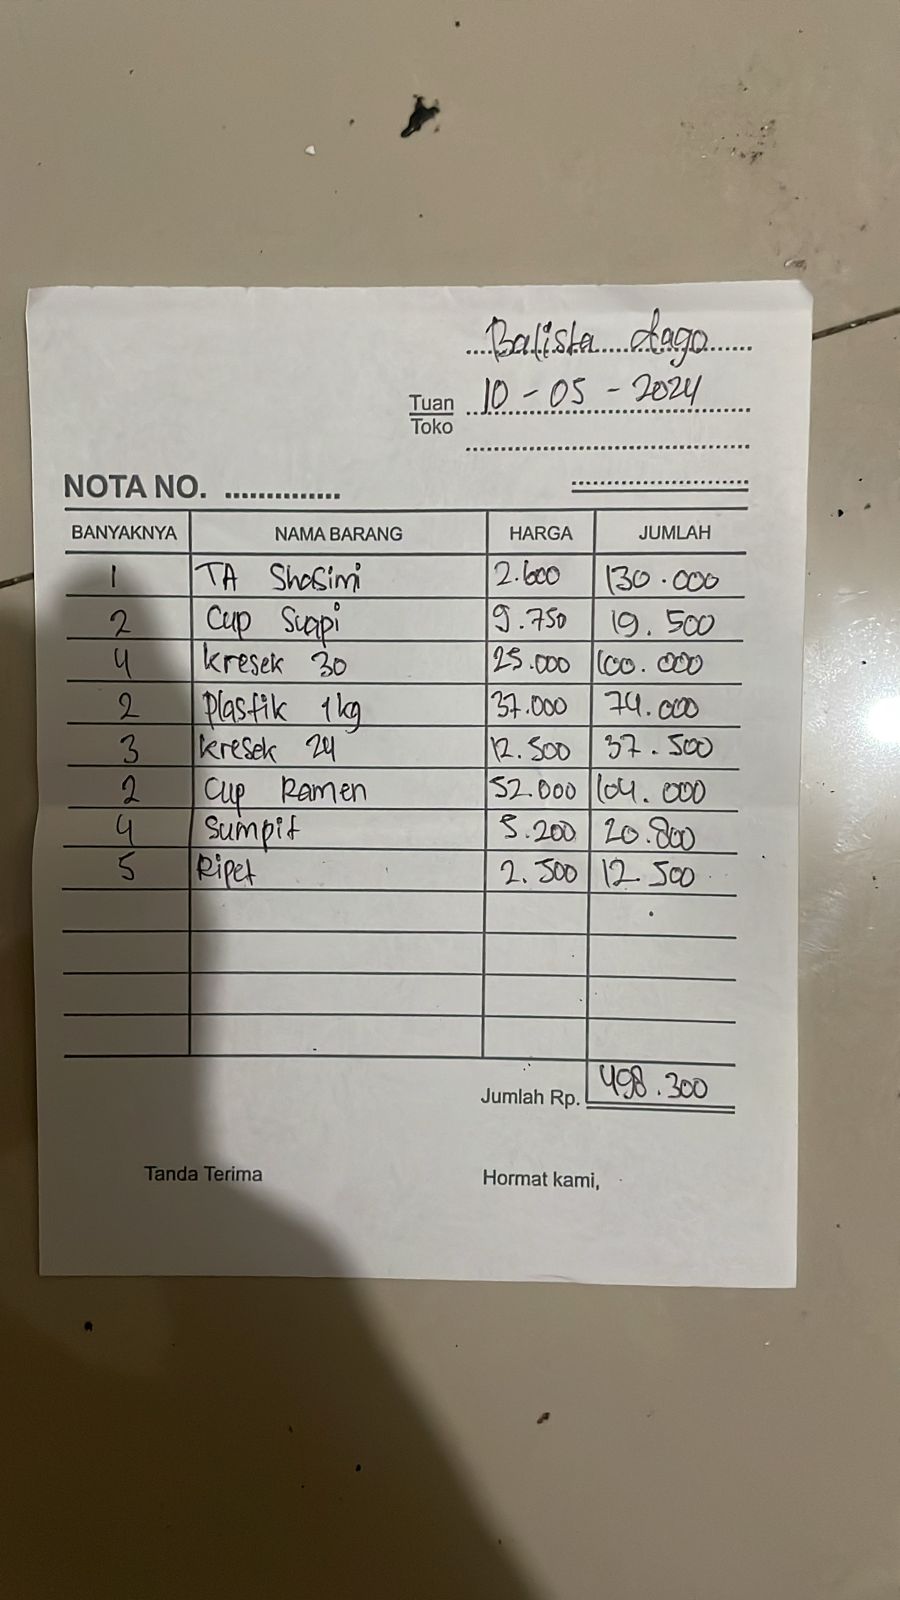 Balista dago
Tuan 10 - 05 - 2024
Toko
NOTA NO. ..............
BANYAKNYA NAMA BARANG HARGA JUMLAH
1 TA Shosimi 2.600 130.000
2 Cup Suapi 9.750 19.500
4 kresek 30 25.000 100.000
2 Plastik 1kg 37.000 74.000
3 kresek 24 12.500 37.500
2 Cup Ramen 52.000 104.000
4 Sumpit 5.200 20.800
5 Ripet 2.500 12.500
Jumlah Rp. 498.300
Tanda Terima Hormat kami,